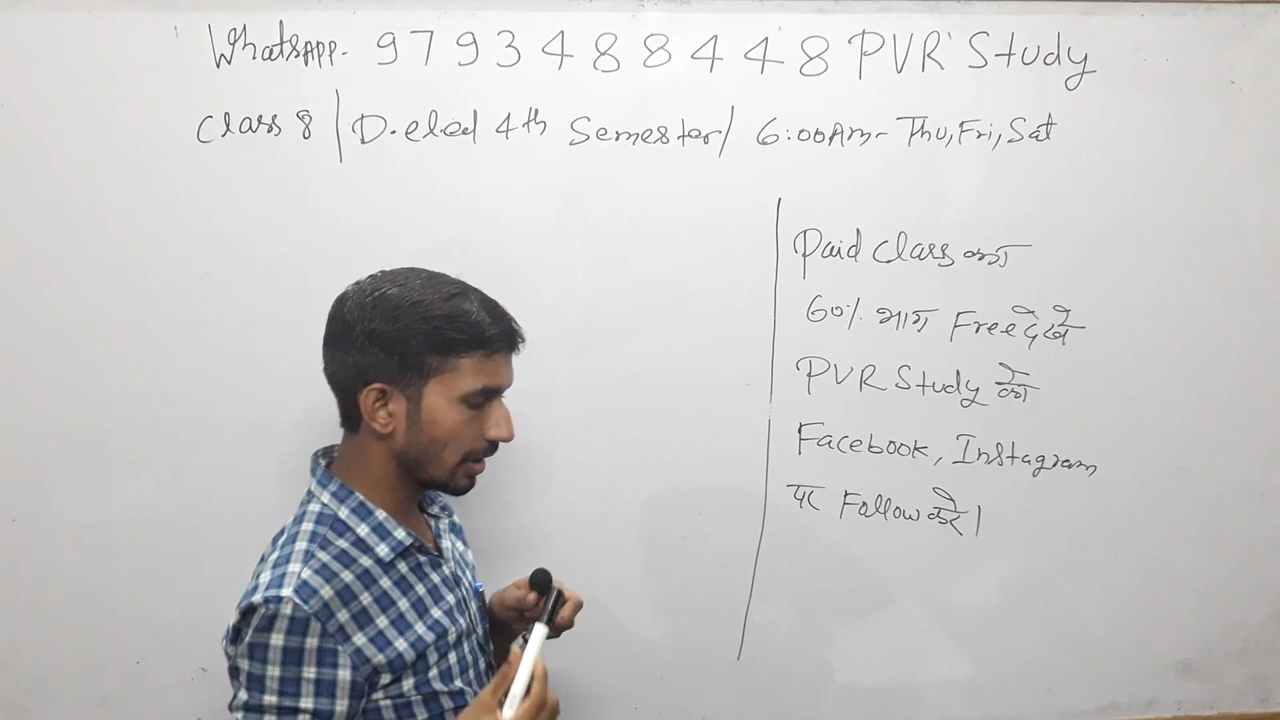 WhatsApp- 9793488448 PVR Study
Class 8 | D.eled 4th Semester/ 6:00Am- Thu,Fri,Sat
Paid Class का
60% भाग Free देखें
PVR Study को
Facebook, Instagram
पर Follow करें।